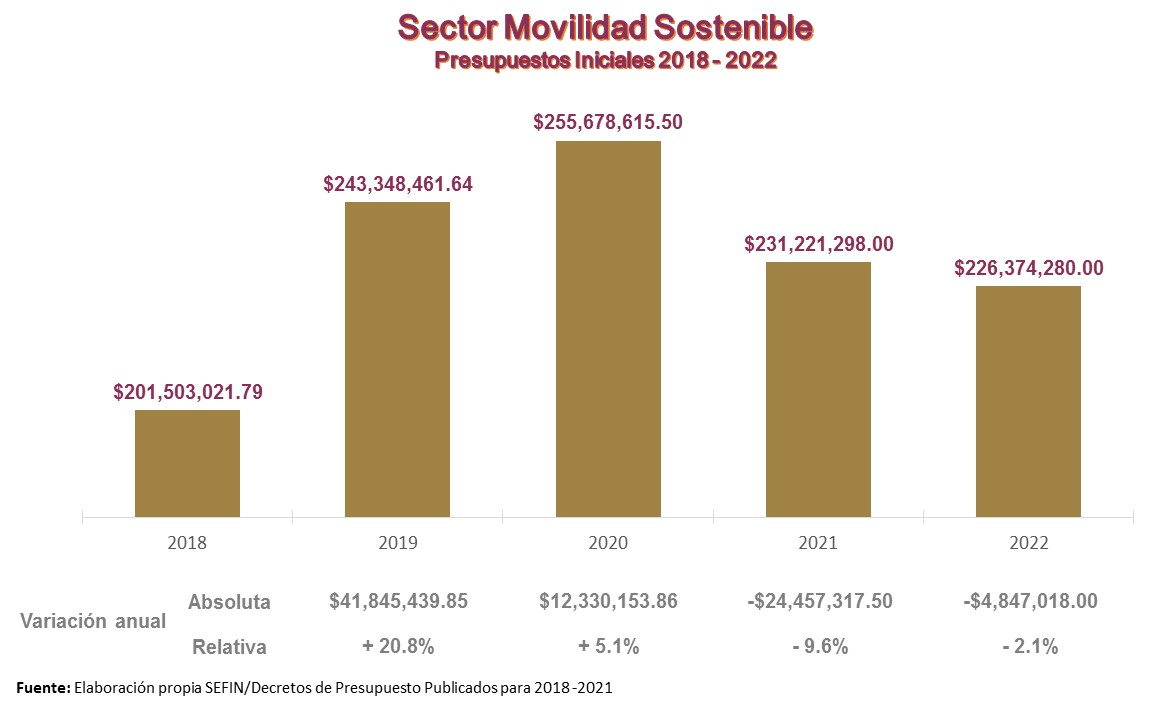 Sector Movilidad Sostenible
Presupuestos Iniciales 2018 - 2022
$255,678,615.50
$243,348,461.64
$231,221,298.00
$226,374,280.00
$201,503,021.79
2018 2019 2020 2021 2022
Variación anual
Absoluta $41,845,439.85 $12,330,153.86 -$24,457,317.50 -$4,847,018.00
Relativa + 20.8% + 5.1% - 9.6% - 2.1%
Fuente: Elaboración propia SEFIN/Decretos de Presupuesto Publicados para 2018 -2021